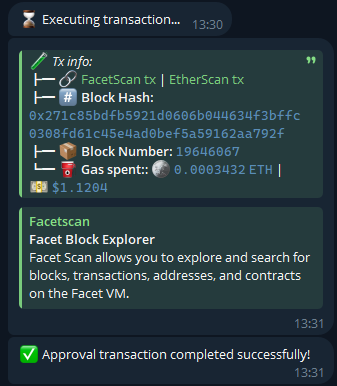 Executing transaction...
13:30
Tx info:
FacetScan tx | EtherScan tx
# Block Hash:
0x271c85bdfb5921d0606b044634f3bffc
0308fd61c45e4ad0bef5a59162aa792f
Block Number: 19646067
Gas spent:: 0.0003432 ETH |
$1.1204
Facetscan
Facet Block Explorer
Facet Scan allows you to explore and search for
blocks, transactions, addresses, and contracts
on the Facet VM.
13:31
Approval transaction completed successfully!
13:31